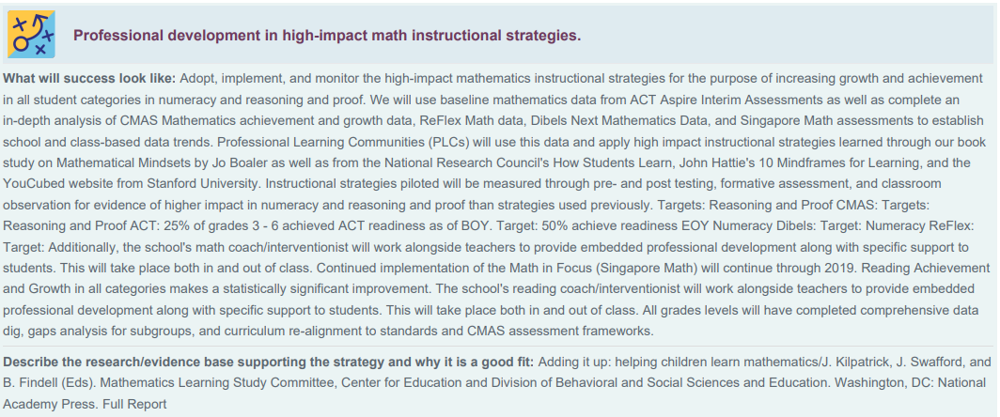 Professional development in high-impact math instructional strategies.
What will success look like: Adopt, implement, and monitor the high-impact mathematics instructional strategies for the purpose of increasing growth and achievement
in all student categories in numeracy and reasoning and proof. We will use baseline mathematics data from ACT Aspire Interim Assessments as well as complete an
in-depth analysis of CMAS Mathematics achievement and growth data, ReFlex Math data, Dibels Next Mathematics Data, and Singapore Math assessments to establish
school and class-based data trends. Professional Learning Communities (PLCs) will use this data and apply high impact instructional strategies learned through our book
study on Mathematical Mindsets by Jo Boaler as well as from the National Research Council's How Students Learn, John Hattie's 10 Mindframes for Learning, and the
YouCubed website from Stanford University. Instructional strategies piloted will be measured through pre- and post testing, formative assessment, and classroom
observation for evidence of higher impact in numeracy and reasoning and proof than strategies used previously. Targets: Reasoning and Proof CMAS: Targets:
Reasoning and Proof ACT: 25% of grades 3 - 6 achieved ACT readiness as of BOY. Target: 50% achieve readiness EOY Numeracy Dibels: Target: Numeracy ReFlex:
Target: Additionally, the school's math coach/interventionist will work alongside teachers to provide embedded professional development along with specific support to
students. This will take place both in and out of class. Continued implementation of the Math in Focus (Singapore Math) will continue through 2019. Reading Achievement
and Growth in all categories makes a statistically significant improvement. The school's reading coach/interventionist will work alongside teachers to provide embedded
professional development along with specific support to students. This will take place both in and out of class. All grades levels will have completed comprehensive data
dig, gaps analysis for subgroups, and curriculum re-alignment to standards and CMAS assessment frameworks.
Describe the research/evidence base supporting the strategy and why it is a good fit: Adding it up: helping children learn mathematics/J. Kilpatrick, J. Swafford, and
B. Findell (Eds). Mathematics Learning Study Committee, Center for Education and Division of Behavioral and Social Sciences and Education. Washington, DC: National
Academy Press. Full Report